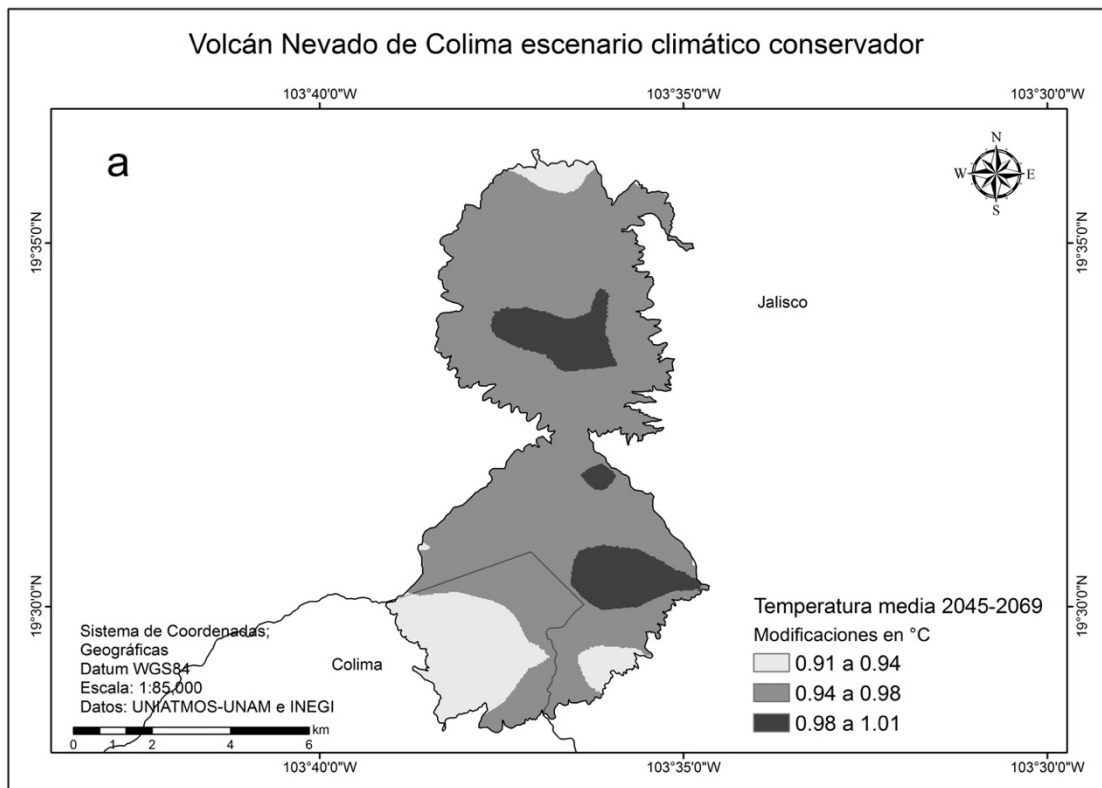 Volcán Nevado de Colima escenario climático conservador
103°40'0"W
103°35'0"W
103°30'0"W
a
N
W
E
S
19°35'0"N
19°35'0"N
Jalisco
19°30'0"N
19°30'0"N
Temperatura media 2045-2069
Modificaciones en °C
0.91 a 0.94
0.94 a 0.98
0.98 a 1.01
Sistema de Coordenadas;
Geográficas
Datum WGS84
Escala: 1:85,000
Datos: UNIATMOS-UNAM e INEGI
Colima
km
0 1 2 4 6
103°40'0"W
103°35'0"W
103°30'0"W